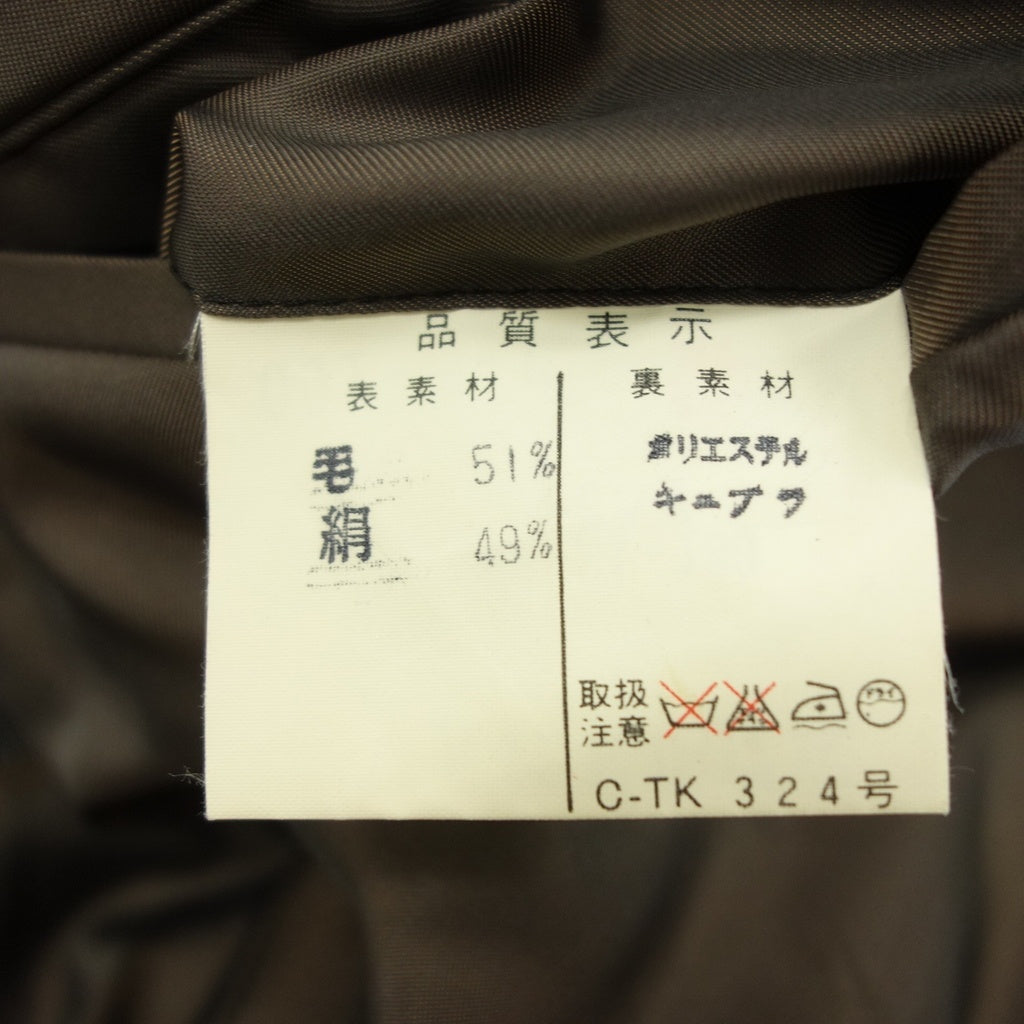 品質表示
表素材
毛 51%
絹 49%
裏素材
ポリエステル
キュプラ
取扱
注意
ドライ
C-TK 324号